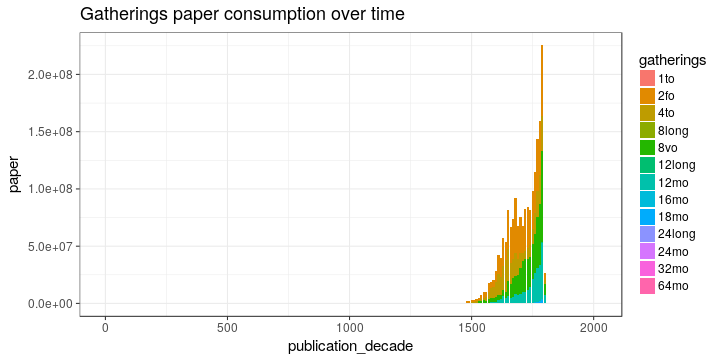 Gatherings paper consumption over time
paper
2.0e+08
1.5e+08
1.0e+08
5.0e+07
0.0e+00
0
500
1000
1500
2000
publication_decade
gatherings
1to
2fo
4to
8long
8vo
12long
12mo
16mo
18mo
24long
24mo
32mo
64mo